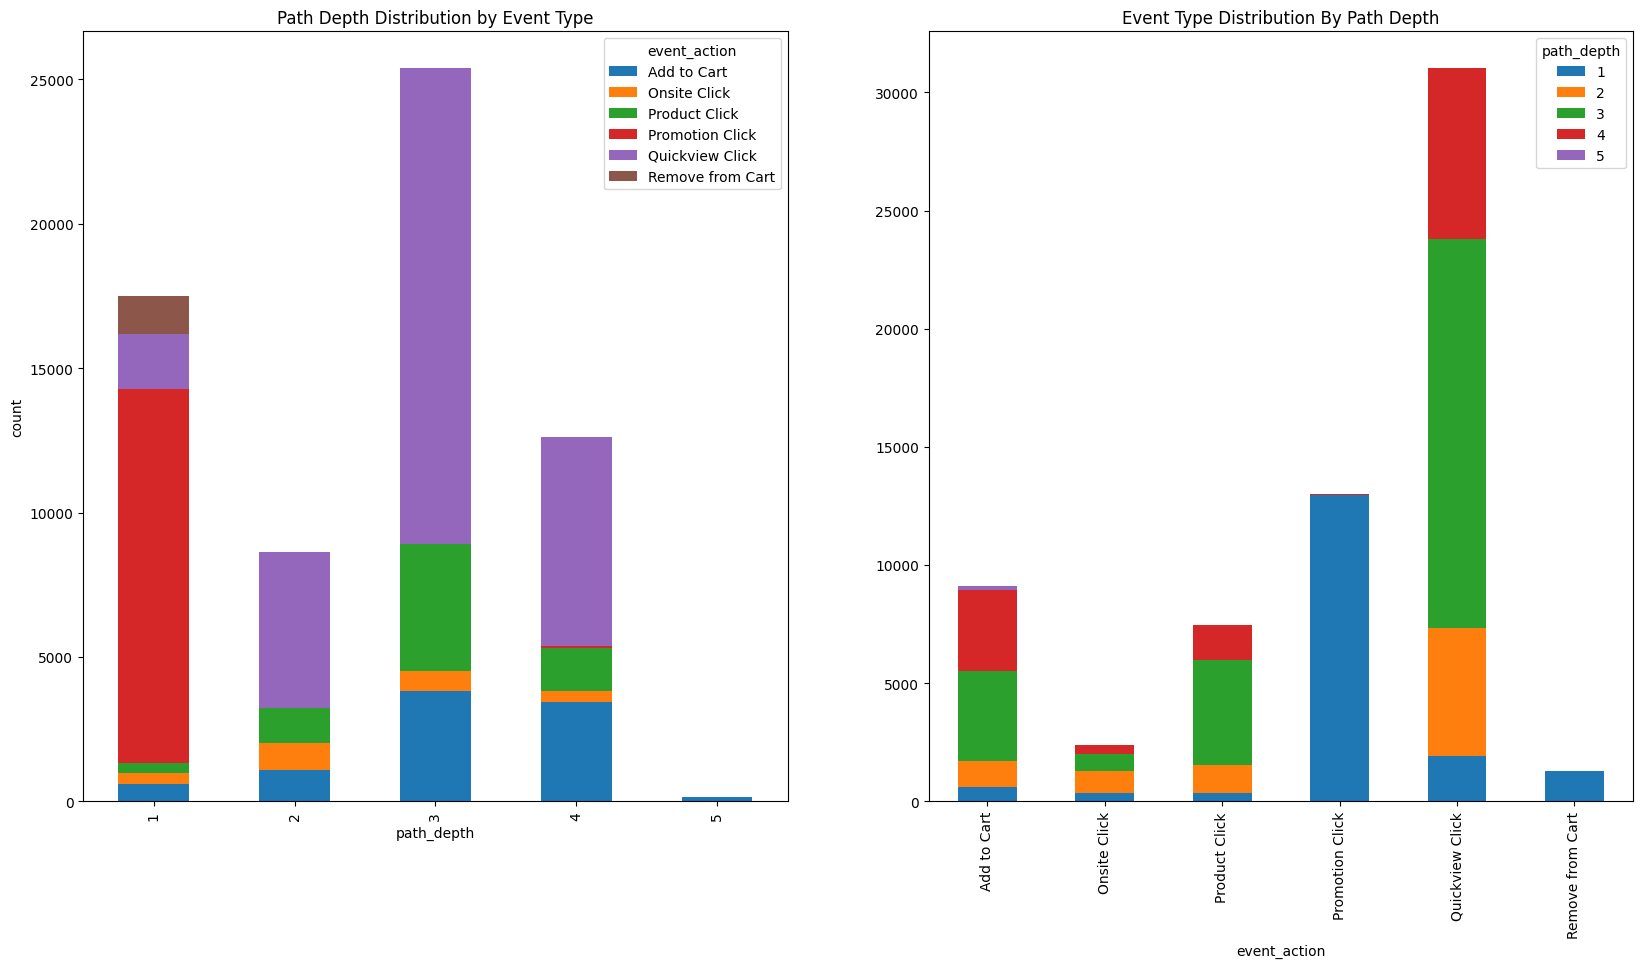 Path Depth Distribution by Event Type
event_action
Add to Cart
Onsite Click
Product Click
Promotion Click
Quickview Click
Remove from Cart
25000
20000
15000
10000
5000
0
count
1
2
3
4
5
path_depth
Event Type Distribution By Path Depth
path_depth
1
2
3
4
5
30000
25000
20000
15000
10000
5000
0
Add to Cart
Onsite Click
Product Click
Promotion Click
Quickview Click
Remove from Cart
event_action